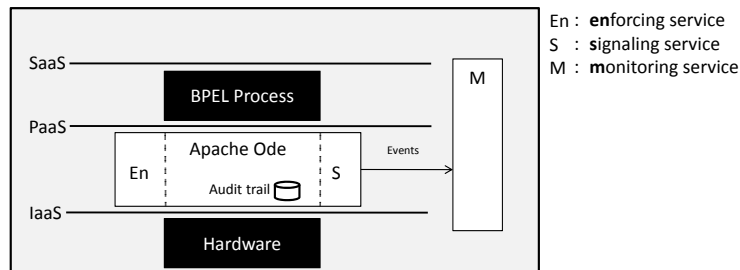 En : enforcing service
S : signaling service
M : monitoring service
SaaS
M
BPEL Process
PaaS
Apache Ode
Events
En
S
Audit trail
IaaS
Hardware